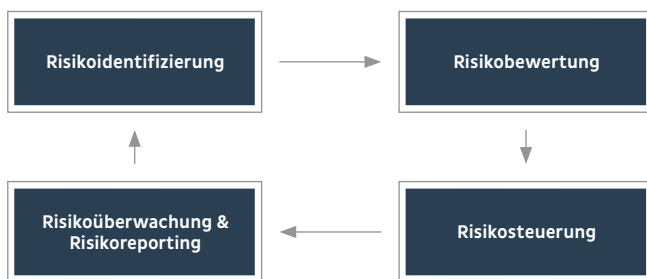 Risikoidentifizierung
Risikobewertung
Risikoüberwachung &
Risikoreporting
Risikosteuerung